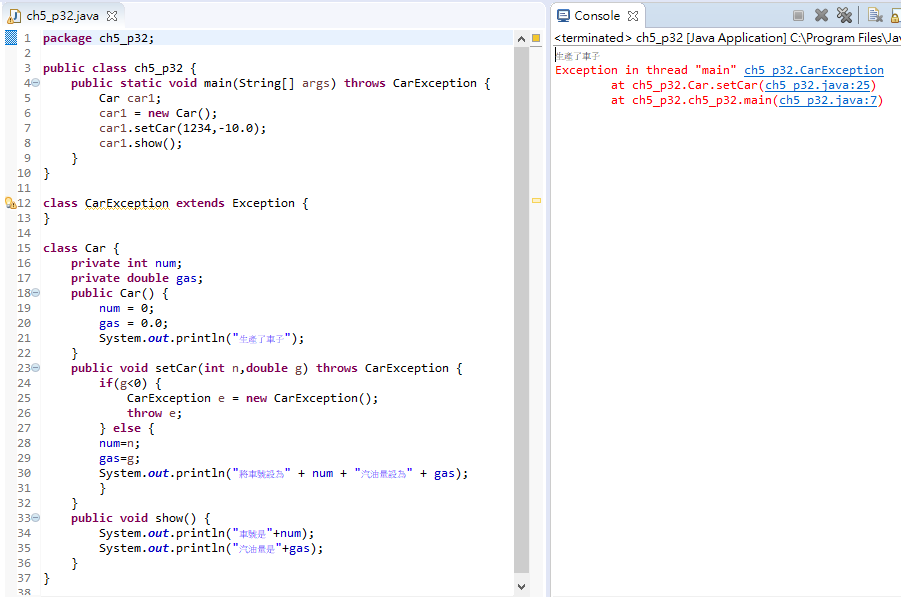 ch5_p32.java
1 package ch5_p32;
2
3 public class ch5_p32 {
4 public static void main(String[] args) throws CarException {
5 Car car1;
6 car1 = new Car();
7 car1.setCar(1234,-10.0);
8 car1.show();
9 }
10 }
11
12 class CarException extends Exception {
13 }
14
15 class Car {
16 private int num;
17 private double gas;
18 public Car() {
19 num = 0;
20 gas = 0.0;
21 System.out.println("生產了車子");
22 }
23 public void setCar(int n,double g) throws CarException {
24 if(g<0) {
25 CarException e = new CarException();
26 throw e;
27 } else {
28 num=n;
29 gas=g;
30 System.out.println("將車號設為" + num + "汽油量設為" + gas);
31 }
32 }
33 public void show() {
34 System.out.println("車號是"+num);
35 System.out.println("汽油量是"+gas);
36 }
37 }
38
Console
<terminated> ch5_p32 [Java Application] C:\Program Files\Jav
生產了車子
Exception in thread "main" ch5_p32.CarException
at ch5_p32.Car.setCar(ch5_p32.java:25)
at ch5_p32.ch5_p32.main(ch5_p32.java:7)